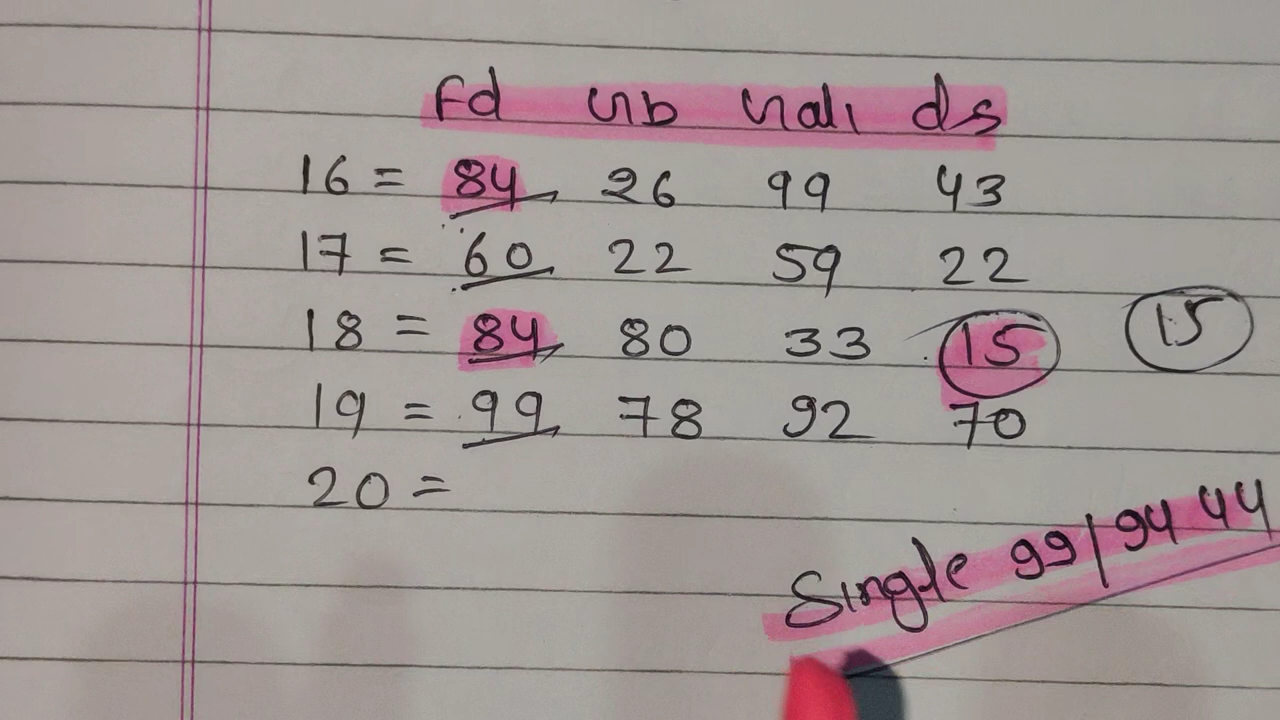 Fd Gb Gali ds
16 = 84 26 99 43
17 = 60 22 59 22
18 = 84 80 33 15 15
19 = 99 78 92 70
20 =
Single 99/94 44